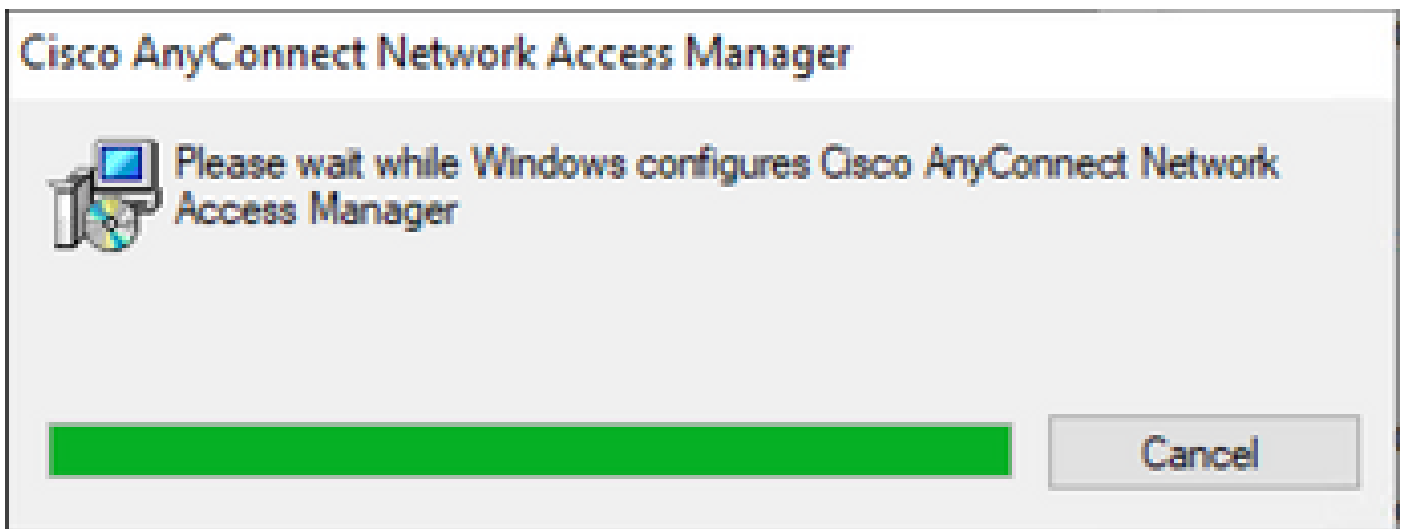 Cisco AnyConnect Network Access Manager
Please wait while Windows configures Cisco AnyConnect Network
Access Manager
Cancel